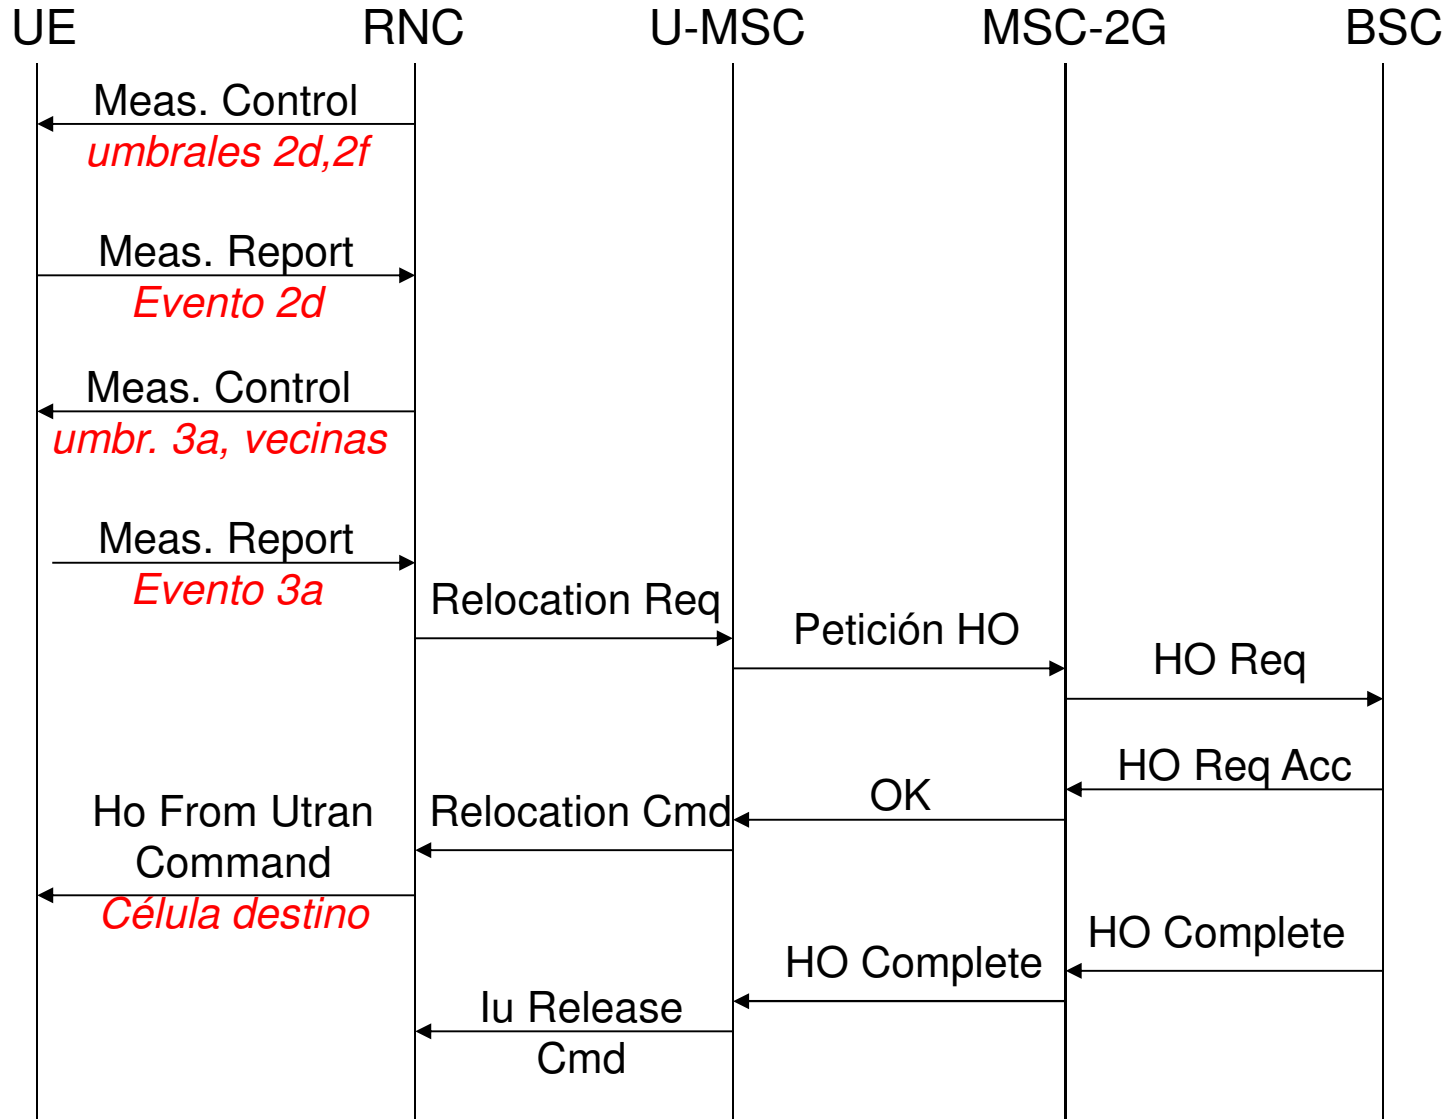 UE RNC U-MSC MSC-2G BSC
Meas. Control
umbrales 2d,2f
Meas. Report
Evento 2d
Meas. Control
umbr. 3a, vecinas
Meas. Report
Evento 3a
Relocation Req
Petición HO
HO Req
HO Req Acc
OK
Relocation Cmd
Ho From Utran
Command
Célula destino
HO Complete
HO Complete
Iu Release
Cmd